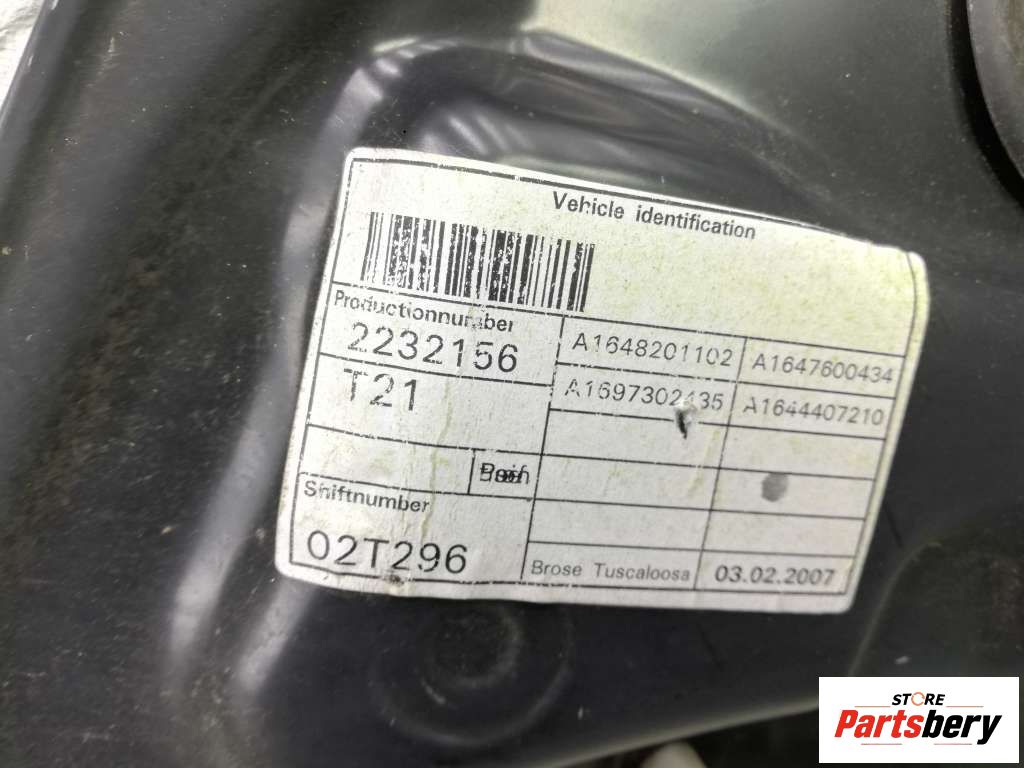 Vehicle identification
Productionnumber
2232156
A1648201102 A1647600434
T21
A1697302435 A1644407210
Shiftnumber
02T296
Brose Tuscaloosa 03.02.2007
STORE
Partsbery